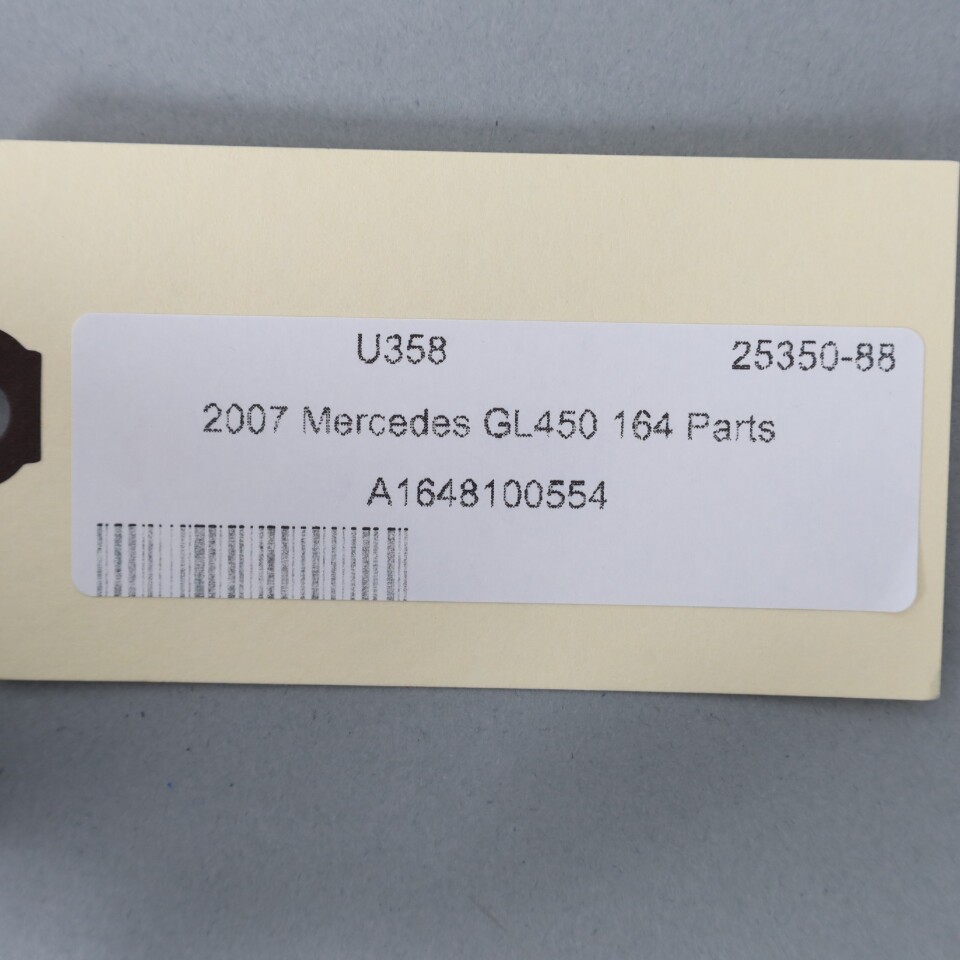 U358 25350-88
2007 Mercedes GL450 164 Parts
A1648100554